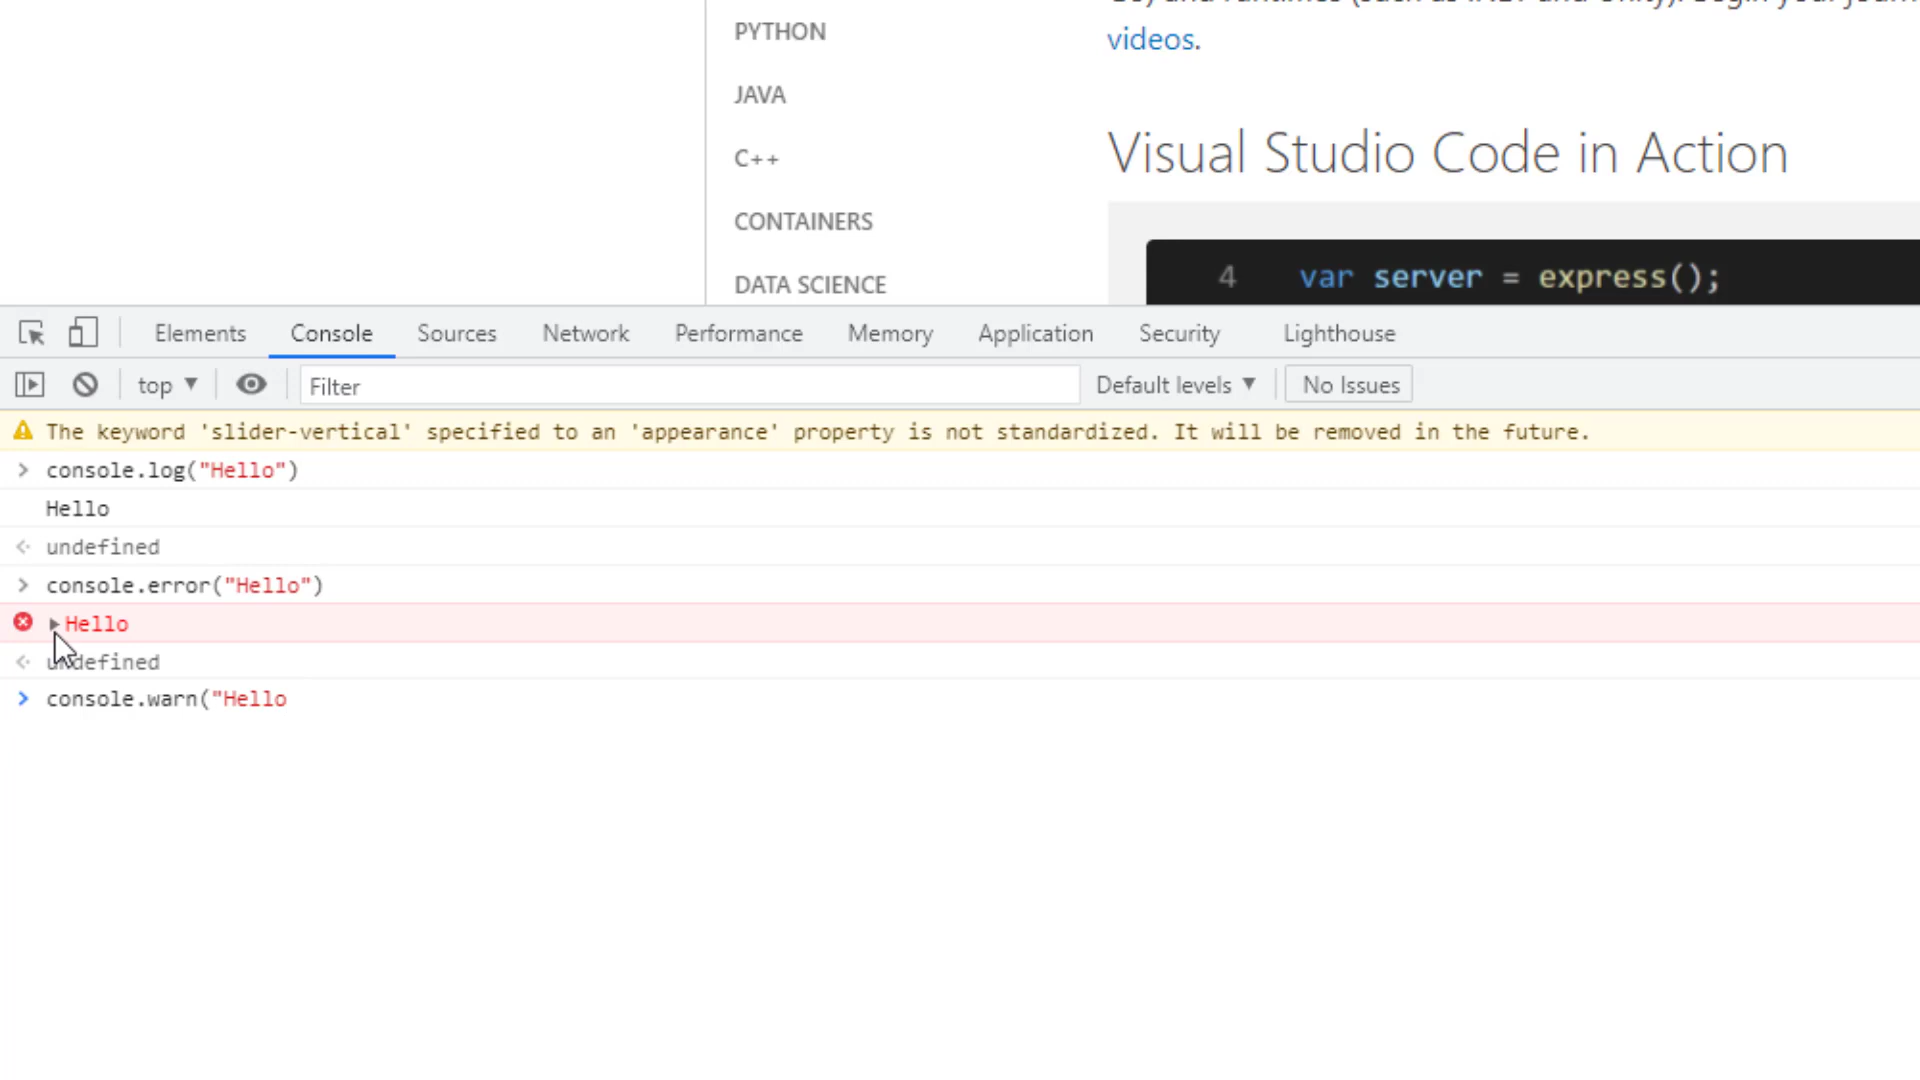 PYTHON
videos.
JAVA
Visual Studio Code in Action
C++
CONTAINERS
DATA SCIENCE
4 var server = express();
Elements Console Sources Network Performance Memory Application Security Lighthouse
top Filter Default levels No Issues
The keyword 'slider-vertical' specified to an 'appearance' property is not standardized. It will be removed in the future.
console.log("Hello")
Hello
undefined
console.error("Hello")
Hello
undefined
console.warn("Hello